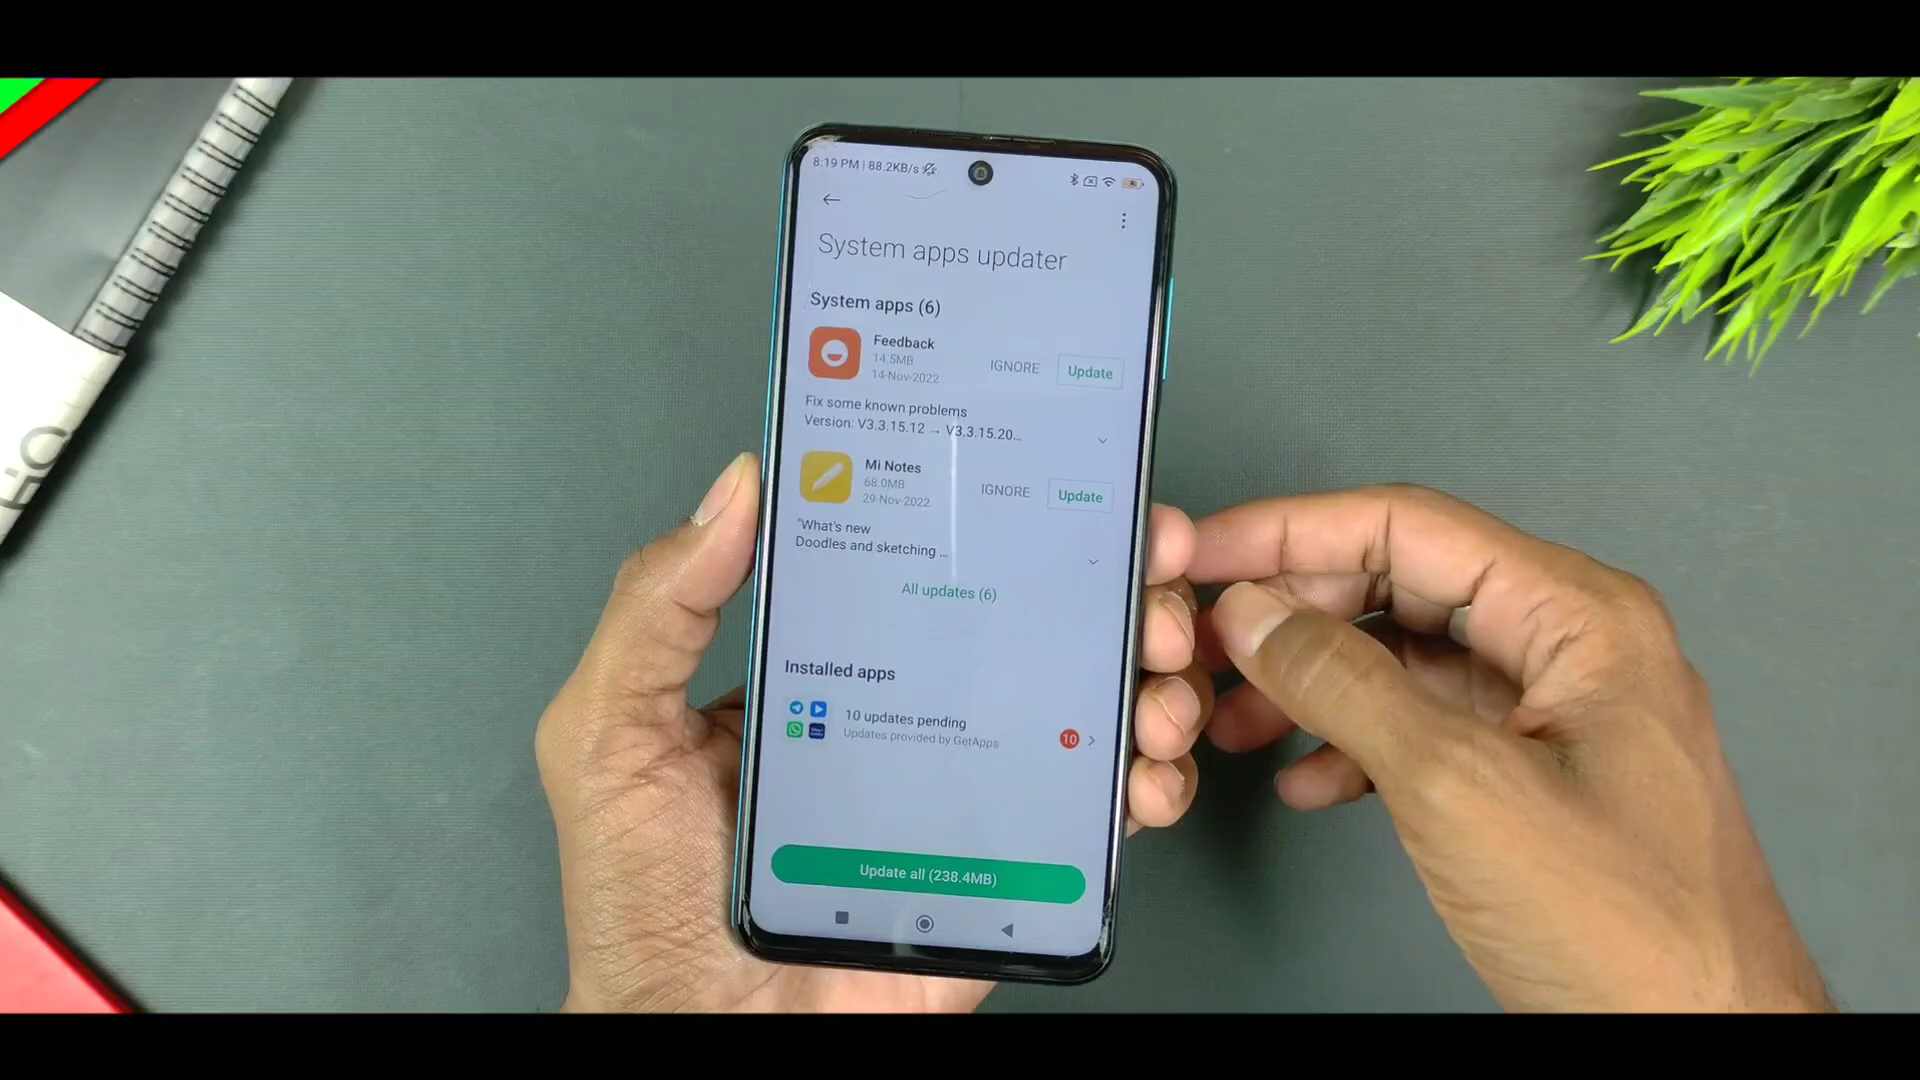 8:19 PM | 88.2KB/s
System apps updater
System apps (6)
Feedback
14.5MB
14-Nov-2022
IGNORE
Update
Fix some known problems
Version: V3.3.15.12 → V3.3.15.20...
Mi Notes
68.0MB
29-Nov-2022
IGNORE
Update
"What's new
Doodles and sketching ...
All updates (6)
Installed apps
10 updates pending
Updates provided by GetApps
10
Update all (238.4MB)